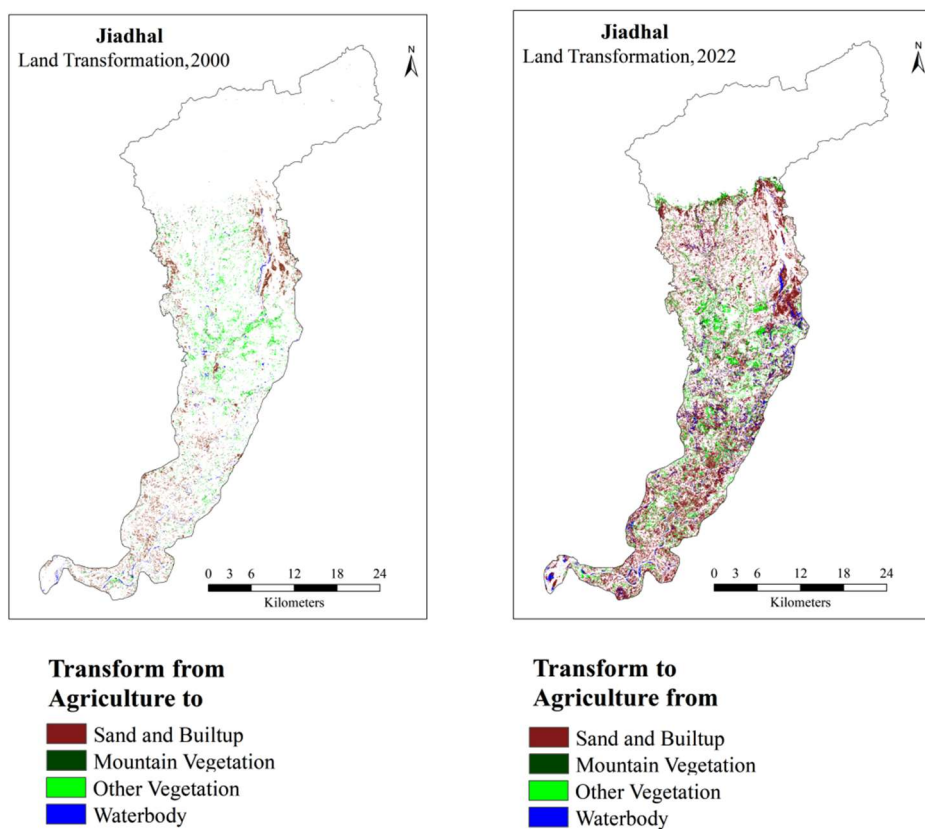 Jiadhal
Land Transformation,2000
N
0 3 6 12 18 24
Kilometers
Transform from
Agriculture to
Sand and Builtup
Mountain Vegetation
Other Vegetation
Waterbody
Jiadhal
Land Transformation,2022
N
0 3 6 12 18 24
Kilometers
Transform to
Agriculture from
Sand and Builtup
Mountain Vegetation
Other Vegetation
Waterbody